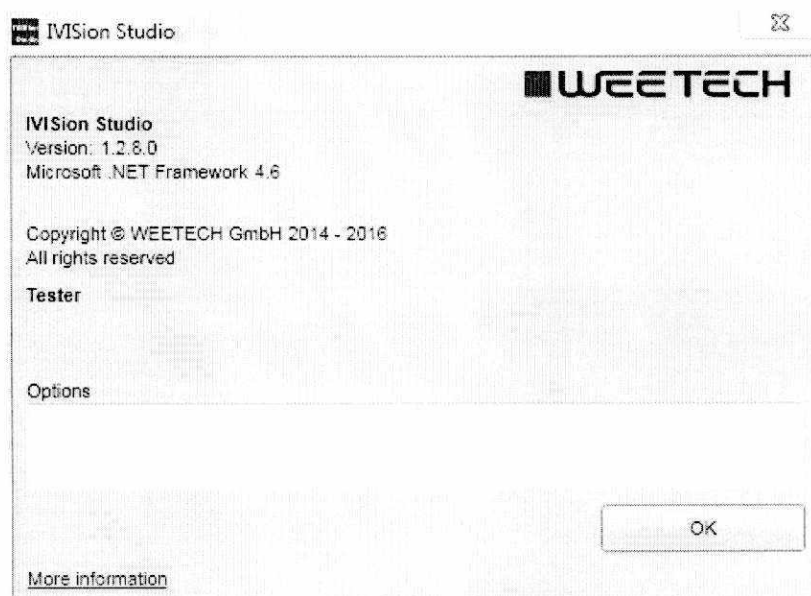 IVISion Studio
WEETECH
IVISion Studio
Version: 1.2.8.0
Microsoft .NET Framework 4.6
Copyright © WEETECH GmbH 2014 - 2016
All rights reserved
Tester
Options
OK
More information